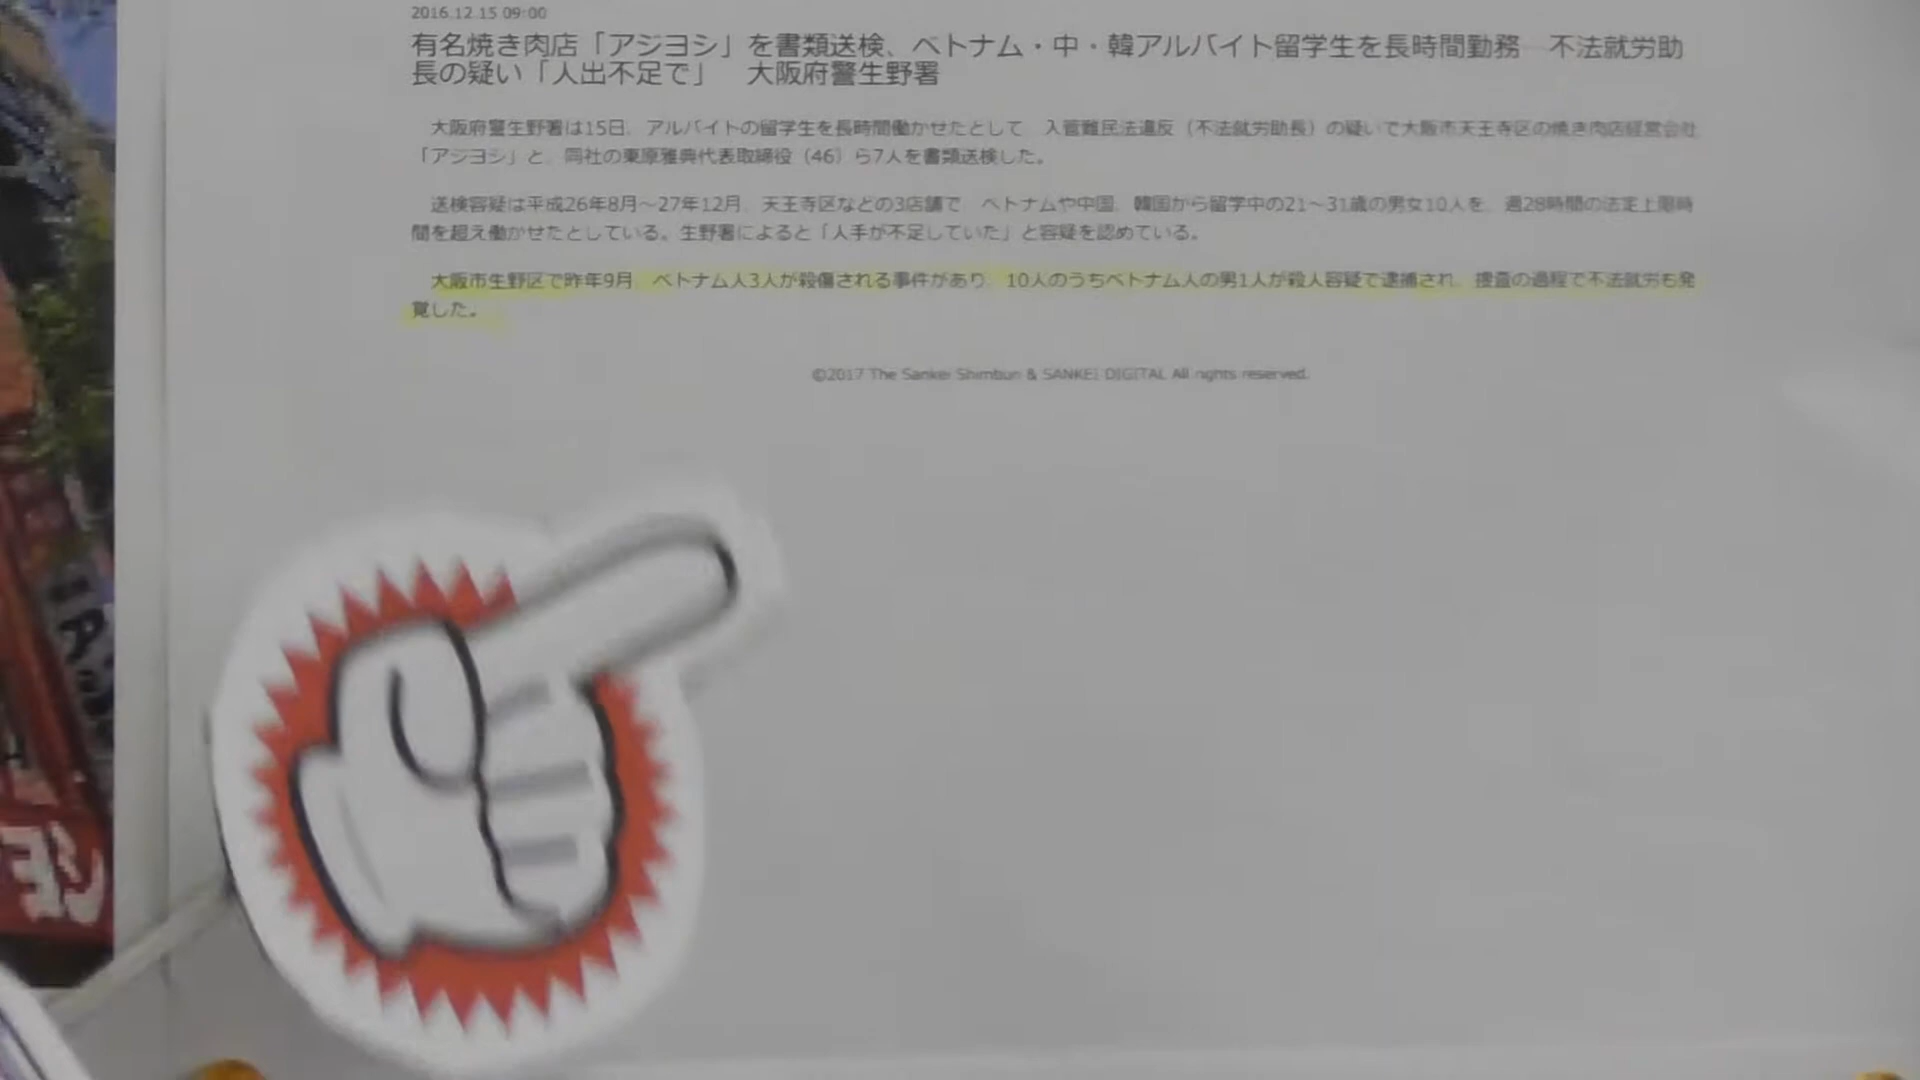 2016.12.15 09:00
有名焼き肉店「アジヨシ」を書類送検、ベトナム・中・韓アルバイト留学生を長時間勤務 不法就労助
長の疑い「人出不足で」 大阪府警生野署
大阪府警生野署は15日、アルバイトの留学生を長時間働かせたとして、入管難民法違反（不法就労助長）の疑いで大阪市天王寺区の焼き肉店経営会社
「アジヨシ」と、同社の東原雅典代表取締役（46）ら7人を書類送検した。
送検容疑は平成26年8月～27年12月、天王寺区などの3店舗で、ベトナムや中国、韓国から留学中の21～31歳の男女10人を、週28時間の法定上限時
間を超え働かせたとしている。生野署によると「人手が不足していた」と容疑を認めている。
大阪市生野区で昨年9月、ベトナム人3人が殺傷される事件があり、10人のうちベトナム人の男1人が殺人容疑で逮捕され、捜査の過程で不法就労も発
覚した。
©2017 The Sankei Shimbun & SANKEI DIGITAL All rights reserved.